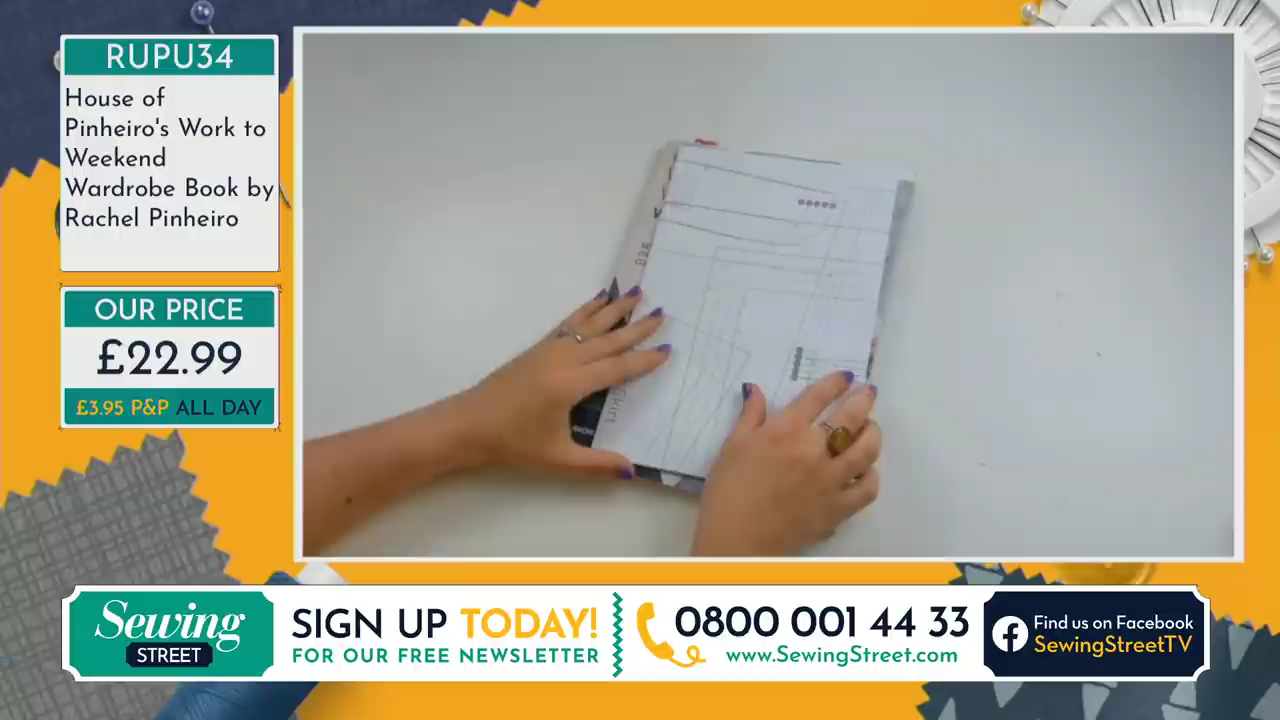 RUPU34
House of
Pinheiro's Work to
Weekend
Wardrobe Book by
Rachel Pinheiro
OUR PRICE
£22.99
£3.95 P&P ALL DAY
Sewing
STREET
SIGN UP TODAY!
FOR OUR FREE NEWSLETTER
0800 001 44 33
www.SewingStreet.com
Find us on Facebook
SewingStreetTV